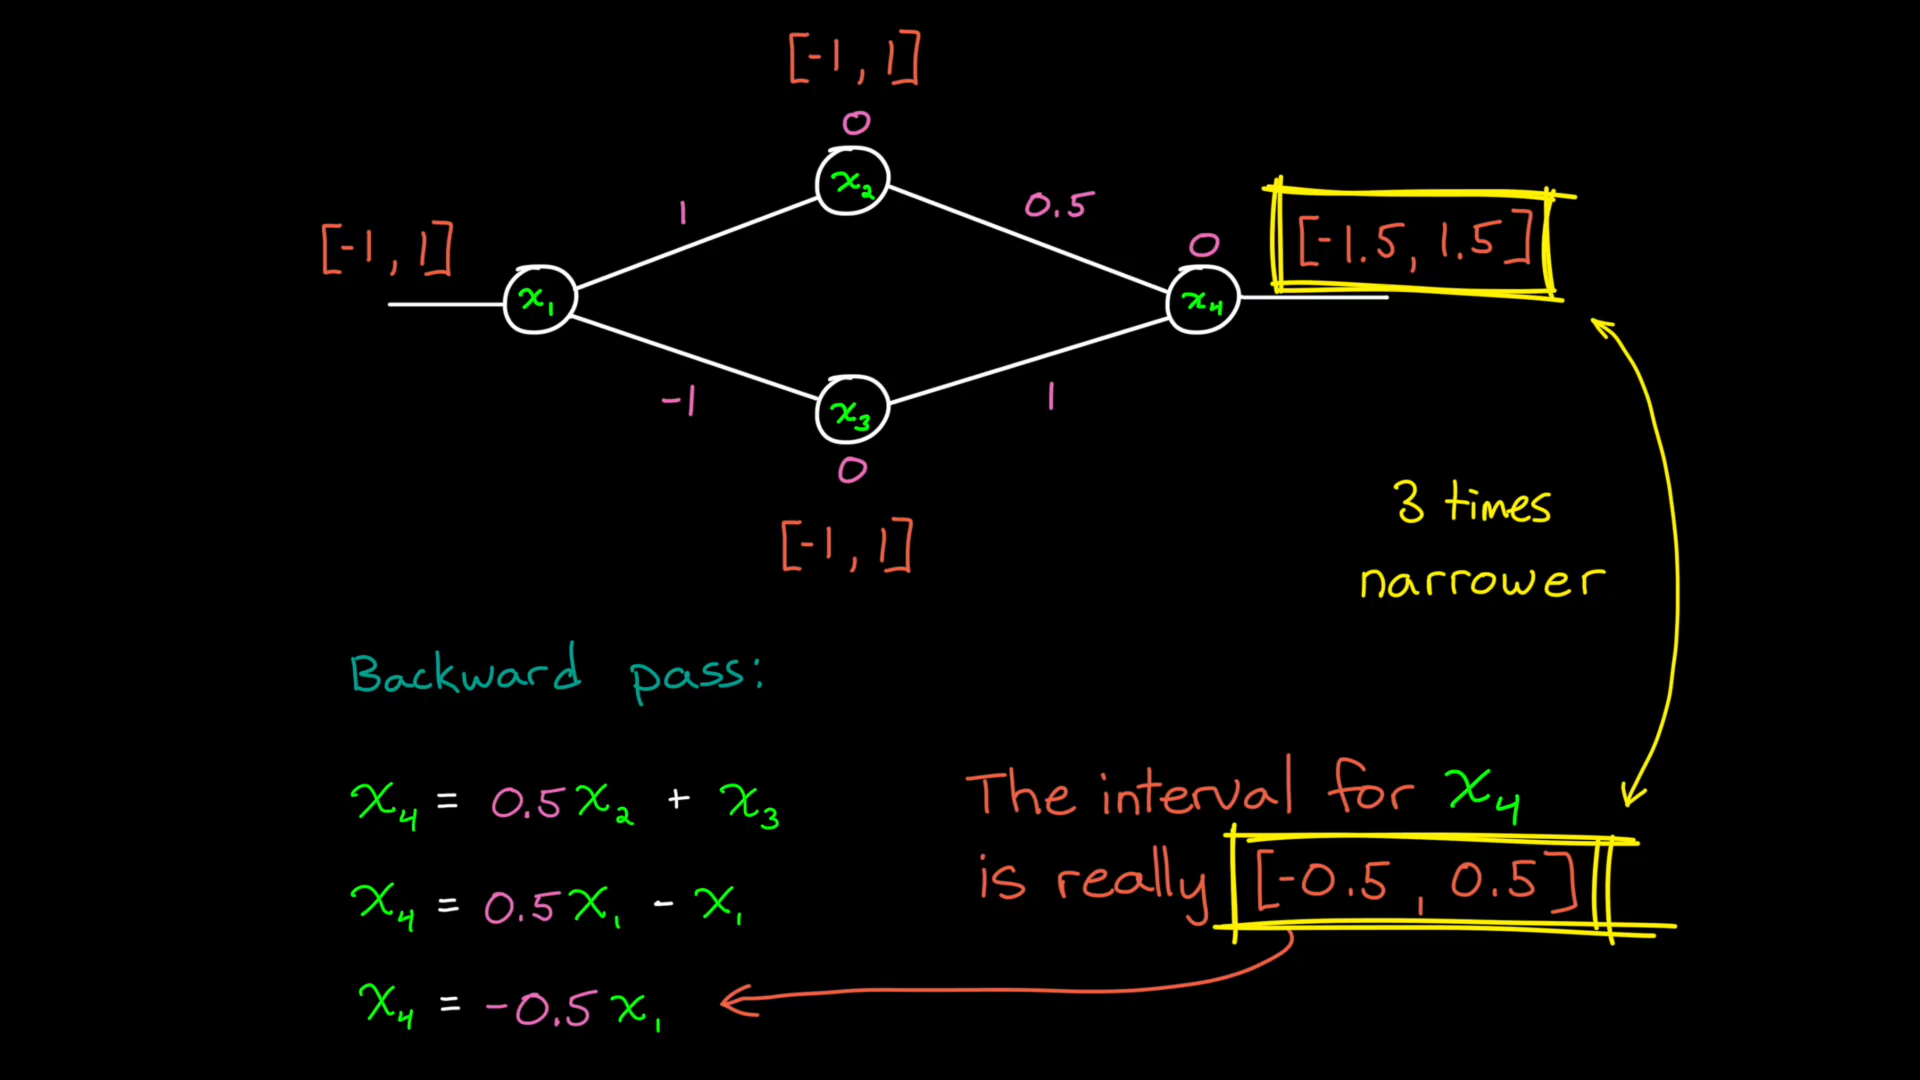 [-1, 1]
0
x₂
1
0.5
[-1, 1]
0
[-1.5, 1.5]
x₁
x₄
-1
1
x₃
0
3 times
[-1, 1]
narrower
Backward pass:
x₄ = 0.5x₂ + x₃
The interval for x₄
is really [-0.5, 0.5]
x₄ = 0.5x₁ - x₁
x₄ = -0.5x₁